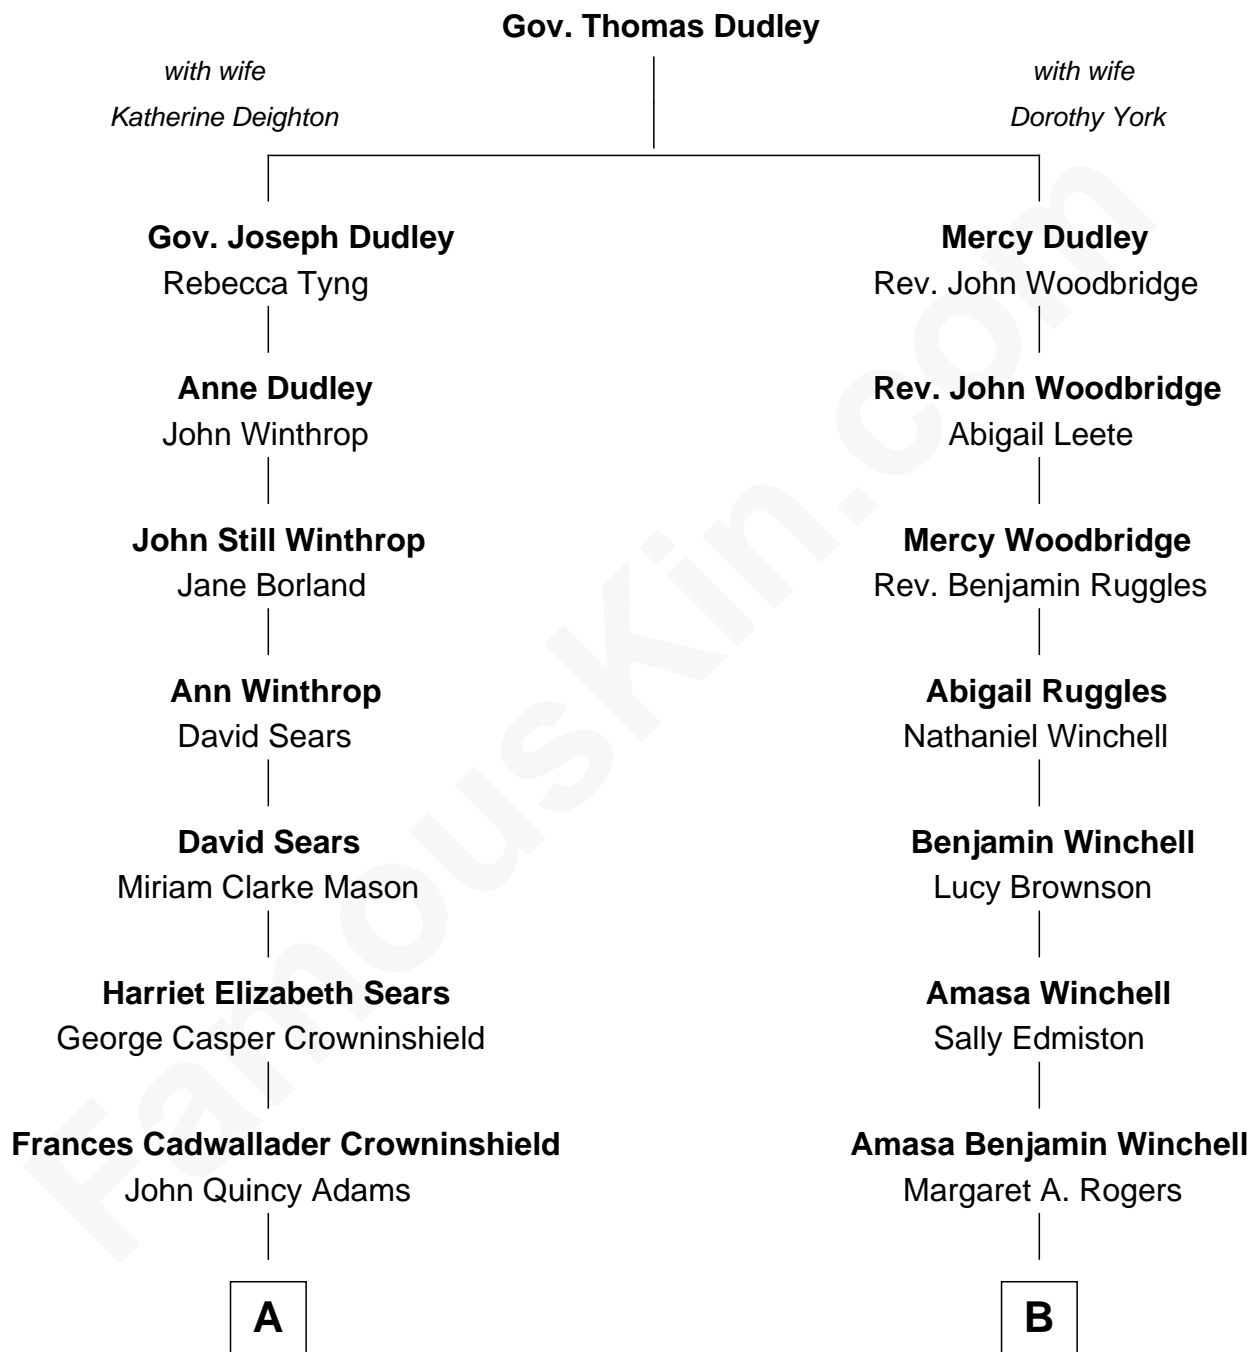 Gov. Thomas Dudley
with wife
Katherine Deighton
with wife
Dorothy York
Gov. Joseph Dudley
Rebecca Tyng
Mercy Dudley
Rev. John Woodbridge
Anne Dudley
John Winthrop
Rev. John Woodbridge
Abigail Leete
John Still Winthrop
Jane Borland
Mercy Woodbridge
Rev. Benjamin Ruggles
Ann Winthrop
David Sears
Abigail Ruggles
Nathaniel Winchell
David Sears
Miriam Clarke Mason
Benjamin Winchell
Lucy Brownson
Harriet Elizabeth Sears
George Casper Crowninshield
Amasa Winchell
Sally Edmiston
Frances Cadwallader Crowninshield
John Quincy Adams
Amasa Benjamin Winchell
Margaret A. Rogers
A
B
FamousKin.com